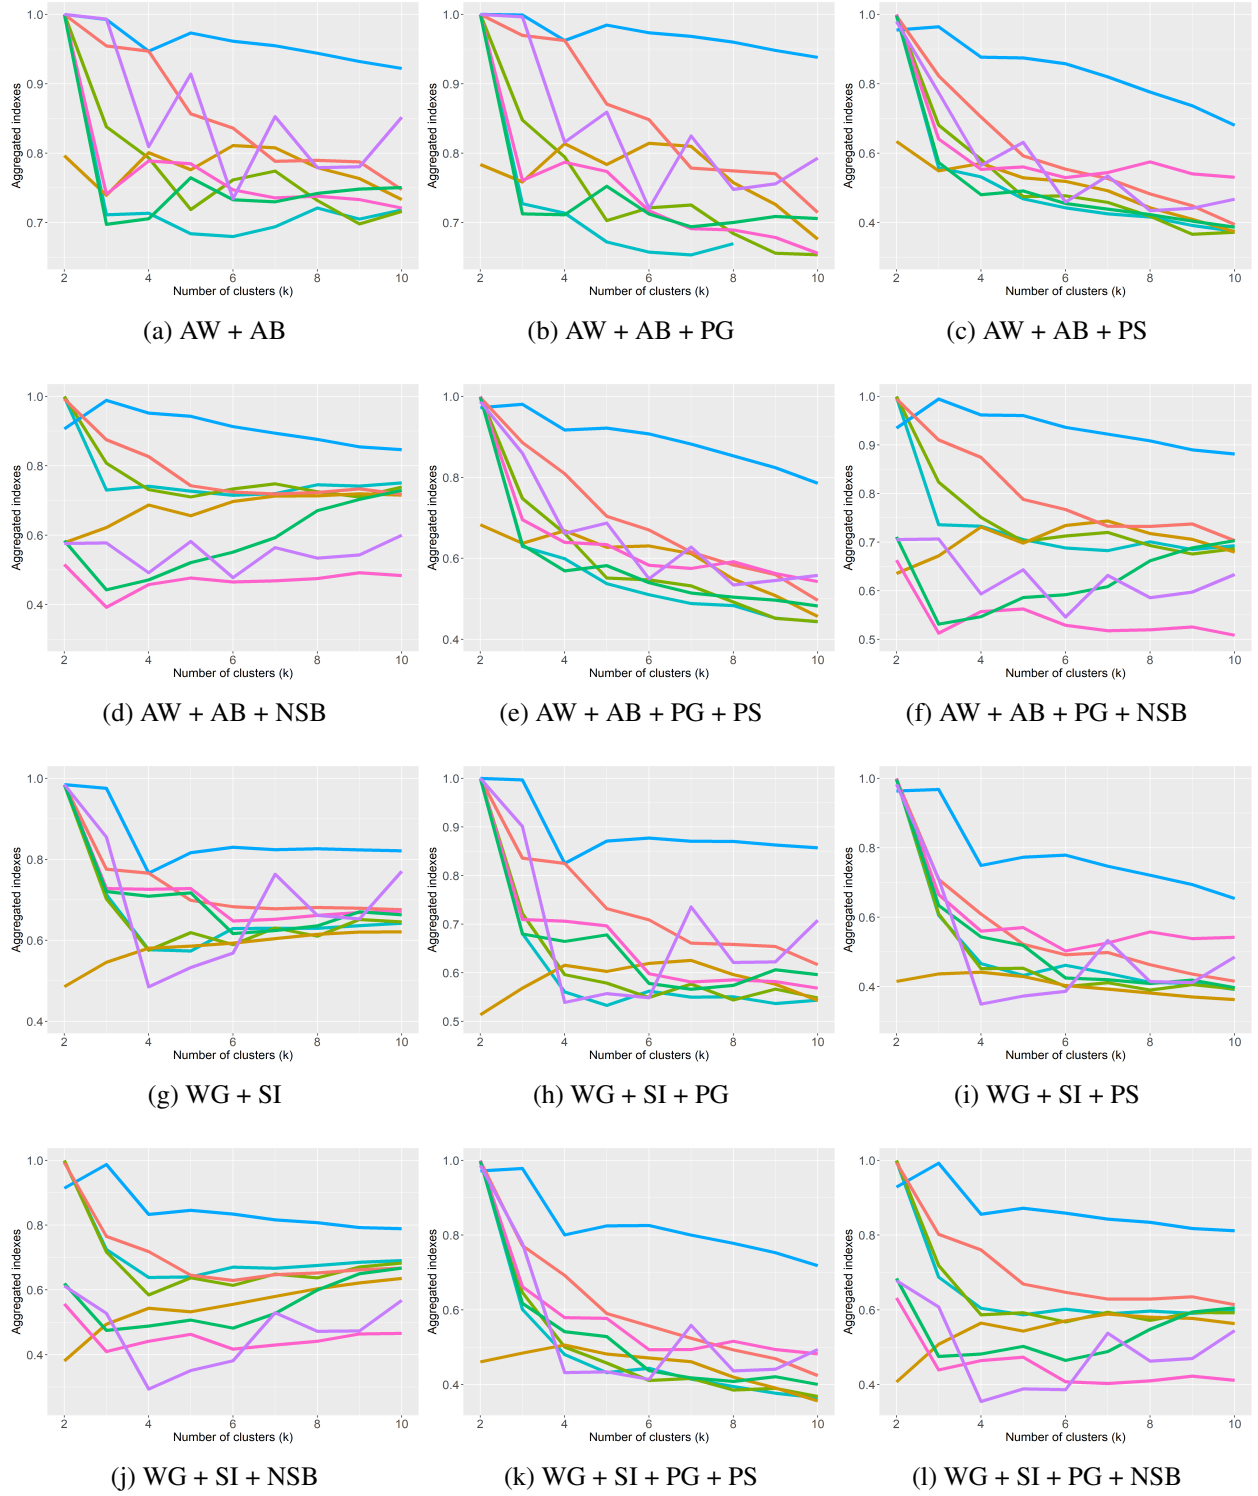 1.0
0.9
0.8
0.7
Aggregated indexes
2 4 6 8 10
Number of clusters (k)
(a) AW + AB
1.0
0.9
0.8
0.7
Aggregated indexes
2 4 6 8 10
Number of clusters (k)
(b) AW + AB + PG
1.0
0.8
0.6
0.4
Aggregated indexes
2 4 6 8 10
Number of clusters (k)
(c) AW + AB + PS
1.0
0.8
0.6
0.4
Aggregated indexes
2 4 6 8 10
Number of clusters (k)
(d) AW + AB + NSB
1.0
0.8
0.6
0.4
Aggregated indexes
2 4 6 8 10
Number of clusters (k)
(e) AW + AB + PG + PS
1.0
0.9
0.8
0.7
0.6
0.5
Aggregated indexes
2 4 6 8 10
Number of clusters (k)
(f) AW + AB + PG + NSB
1.0
0.8
0.6
0.4
Aggregated indexes
2 4 6 8 10
Number of clusters (k)
(g) WG + SI
1.0
0.9
0.8
0.7
0.6
0.5
Aggregated indexes
2 4 6 8 10
Number of clusters (k)
(h) WG + SI + PG
1.0
0.8
0.6
0.4
Aggregated indexes
2 4 6 8 10
Number of clusters (k)
(i) WG + SI + PS
1.0
0.8
0.6
0.4
Aggregated indexes
2 4 6 8 10
Number of clusters (k)
(j) WG + SI + NSB
1.0
0.8
0.6
0.4
Aggregated indexes
2 4 6 8 10
Number of clusters (k)
(k) WG + SI + PG + PS
1.0
0.8
0.6
0.4
Aggregated indexes
2 4 6 8 10
Number of clusters (k)
(l) WG + SI + PG + NSB